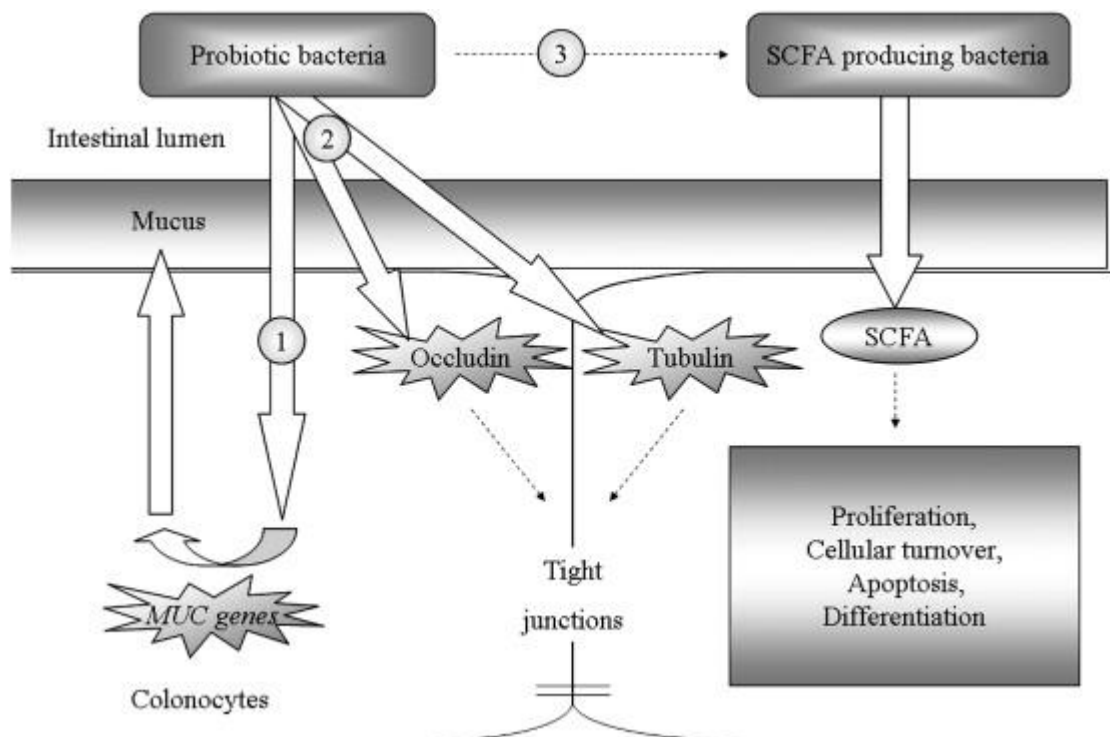 Probiotic bacteria
3
SCFA producing bacteria
Intestinal lumen
2
Mucus
1
Occludin
Tubulin
SCFA
MUC genes
Colonocytes
Tight
junctions
Proliferation,
Cellular turnover,
Apoptosis,
Differentiation